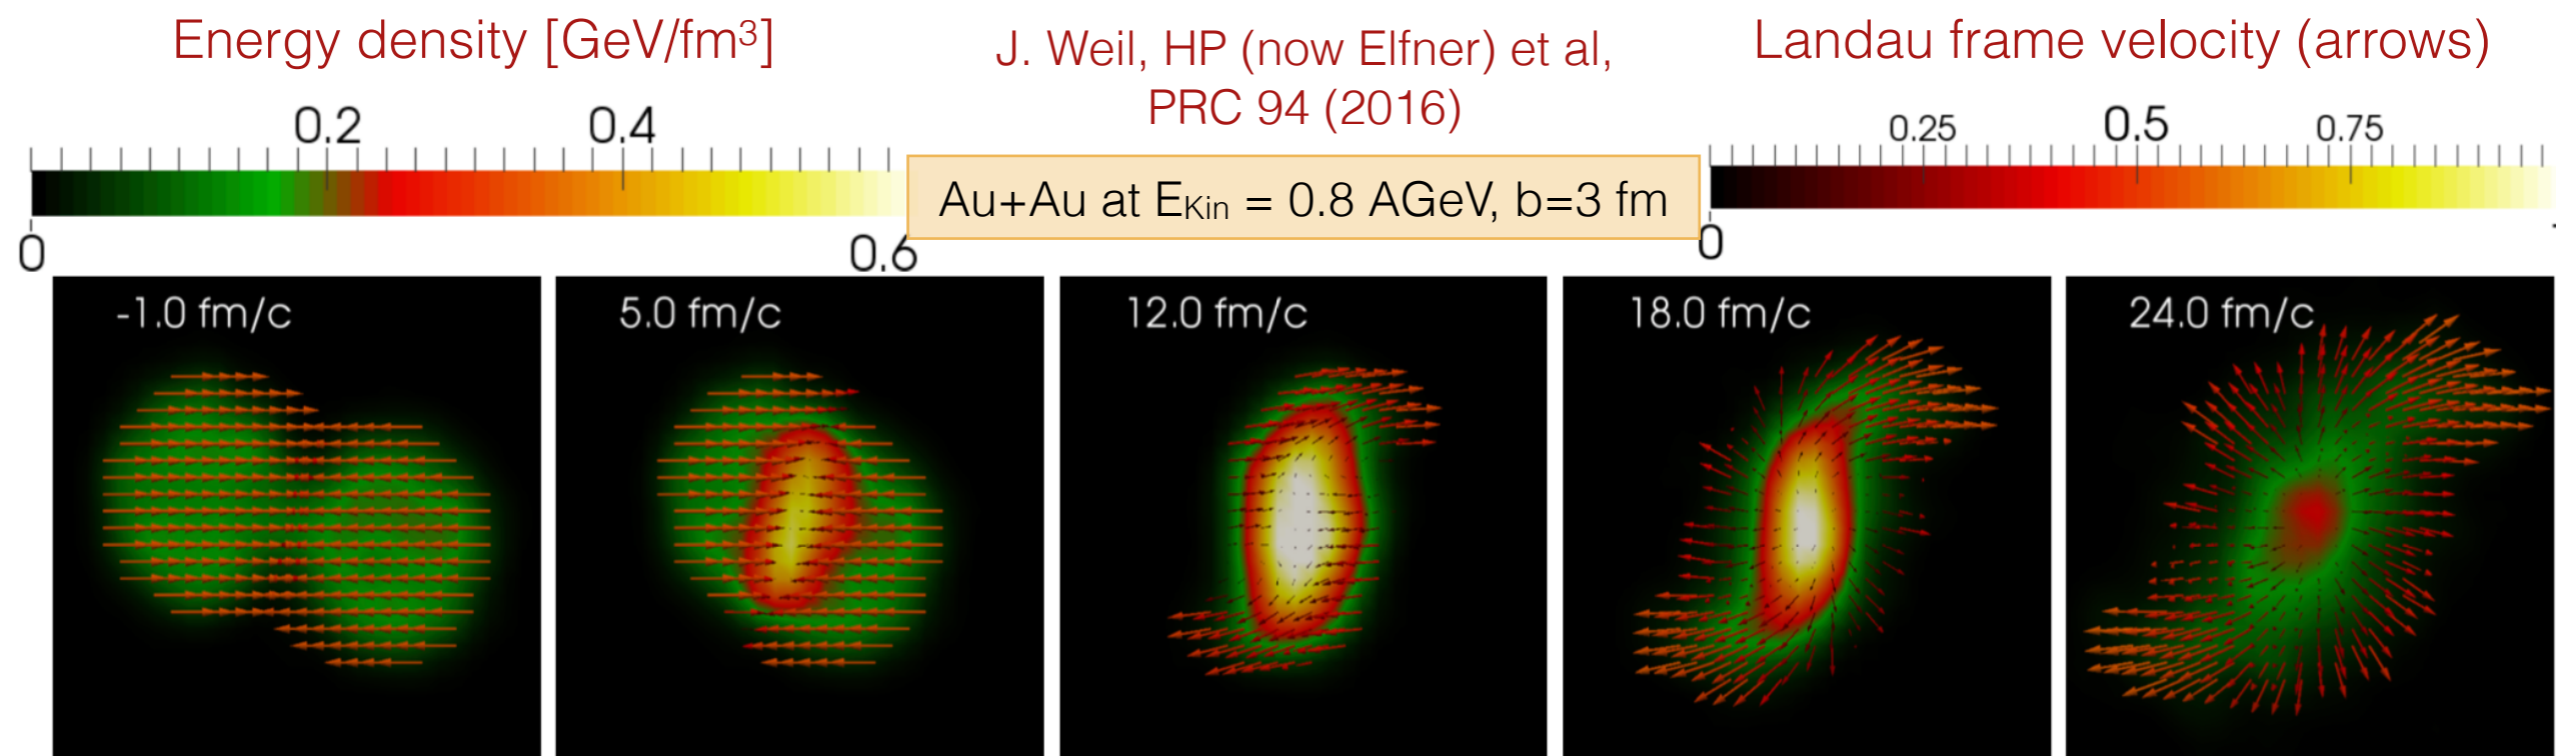 Energy density [GeV/fm³]
0.2 0.4
0 0.6
J. Weil, HP (now Elfner) et al,
PRC 94 (2016)
Au+Au at EKin = 0.8 AGeV, b=3 fm
Landau frame velocity (arrows)
0.25 0.5 0.75
0
-1.0 fm/c
5.0 fm/c
12.0 fm/c
18.0 fm/c
24.0 fm/c